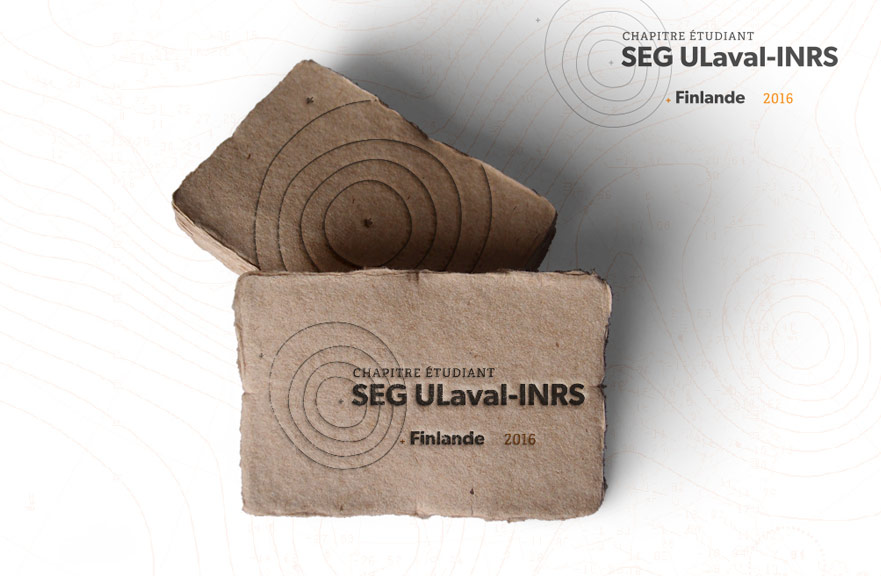 CHAPITRE ÉTUDIANT
SEG ULaval-INRS
Finlande 2016
CHAPITRE ÉTUDIANT
SEG ULaval-INRS
Finlande 2016